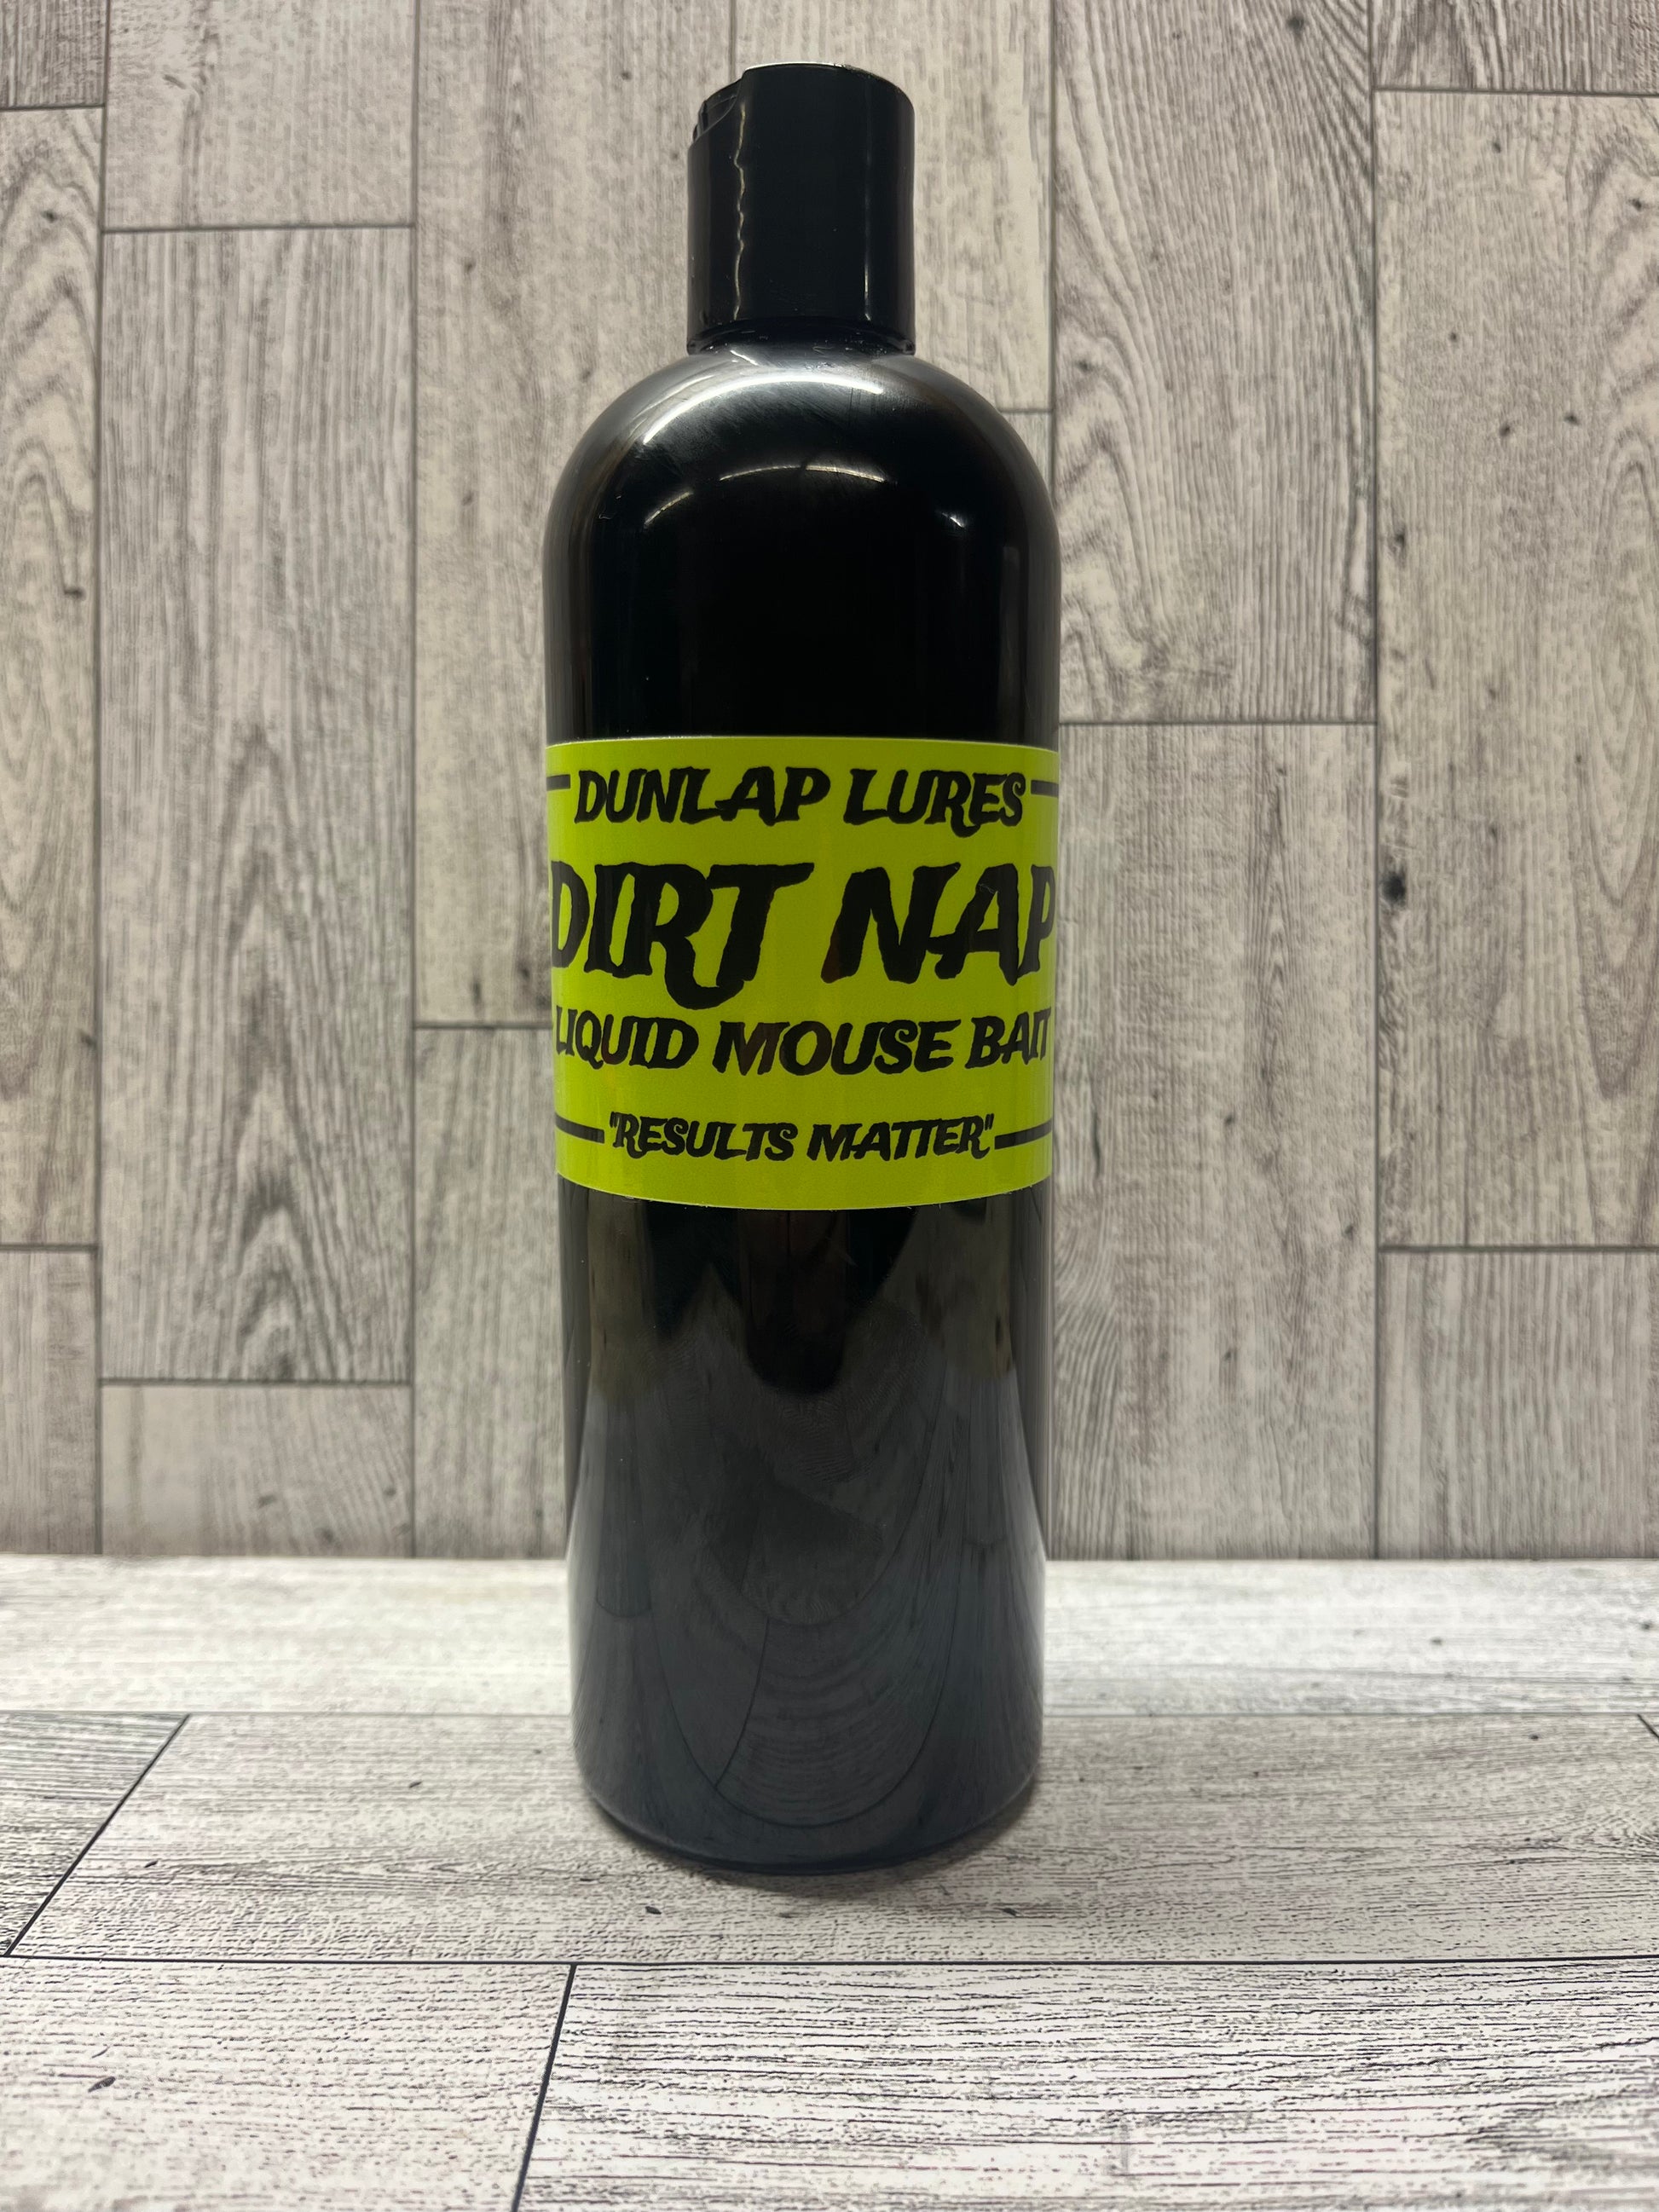 DUNLAP LURES
DIRT NAP
LIQUID MOUSE BAIT
"RESULTS MATTER"